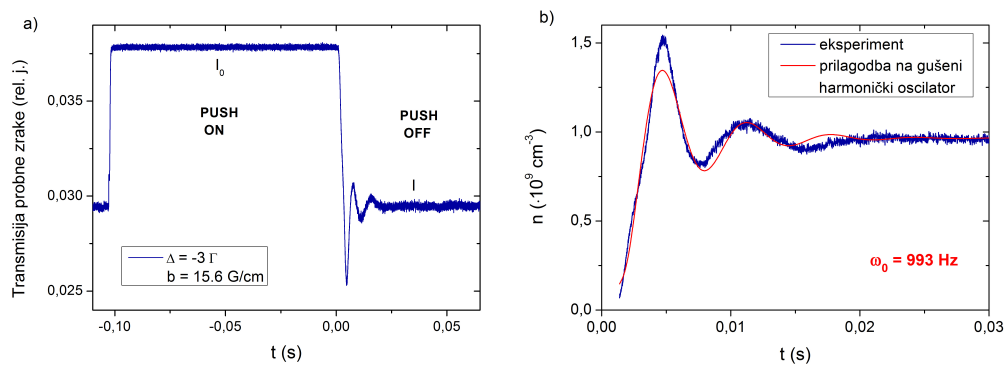 a)
Transmisija probne zrake (rel. j.)
0,035
0,030
0,025
I₀
PUSH
ON
PUSH
OFF
I
Δ = -3 Γ
b = 15.6 G/cm
-0,10
-0,05
0,00
0,05
t (s)
b)
n (·10⁹ cm⁻³)
1,5
1,0
0,5
0,0
eksperiment
prilagodba na gušeni
harmonički oscilator
ω₀ = 993 Hz
0,00
0,01
0,02
0,03
t (s)